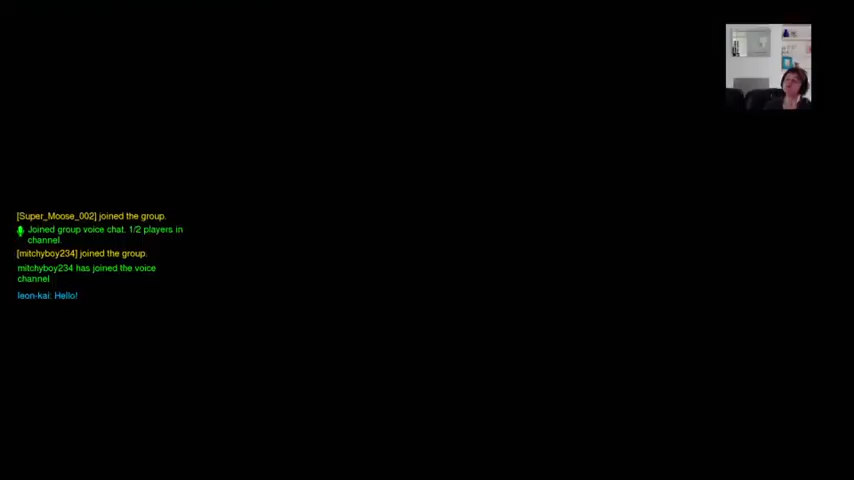 [Super_Moose_002] joined the group.
Joined group voice chat. 1/2 players in
channel.
[mitchyboy234] joined the group.
mitchyboy234 has joined the voice
channel
leon-kai: Hello!